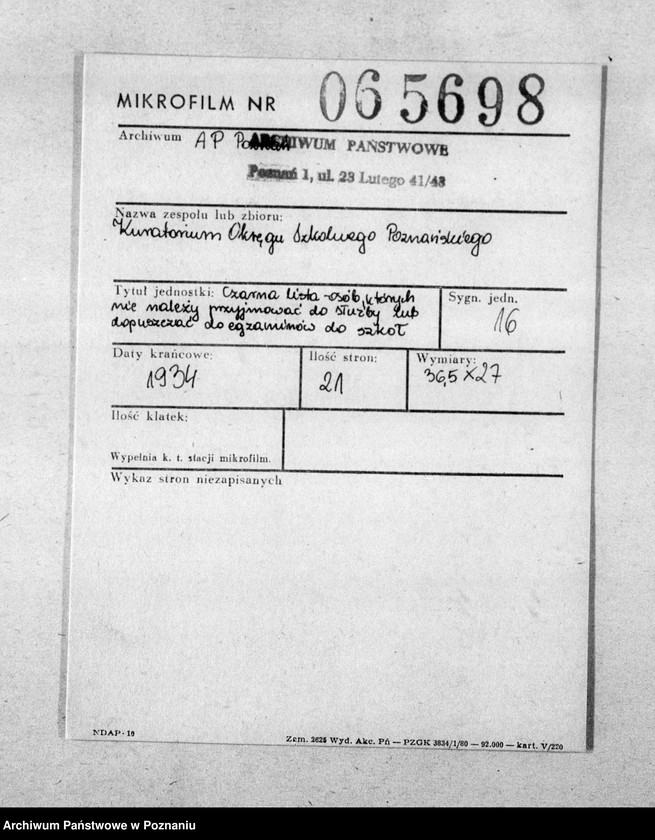 MIKROFILM NR 065698
Archiwum AP Poznań
ARCHIWUM PAŃSTWOWE
Poznań 1, ul. 23 Lutego 41/43
Nazwa zespołu lub zbioru:
Kuratorium Okręgu Szkolnego Poznańskiego
Tytuł jednostki: Czarna lista - osób, których
nie należy przyjmować do służby lub
dopuszczać do egzaminów do szkół
Sygn. jedn.
16
Daty krańcowe:
1934
Ilość stron:
21
Wymiary:
36,5 x 27
Ilość klatek:
Wypełnia k. t. stacji mikrofilm.
Wykaz stron niezapisanych
NDAP-16
Zam. 2625 Wyd. Akc. Pń — PZGK 3834/1/80 — 92.000 — kart. V/220
Archiwum Państwowe w Poznaniu